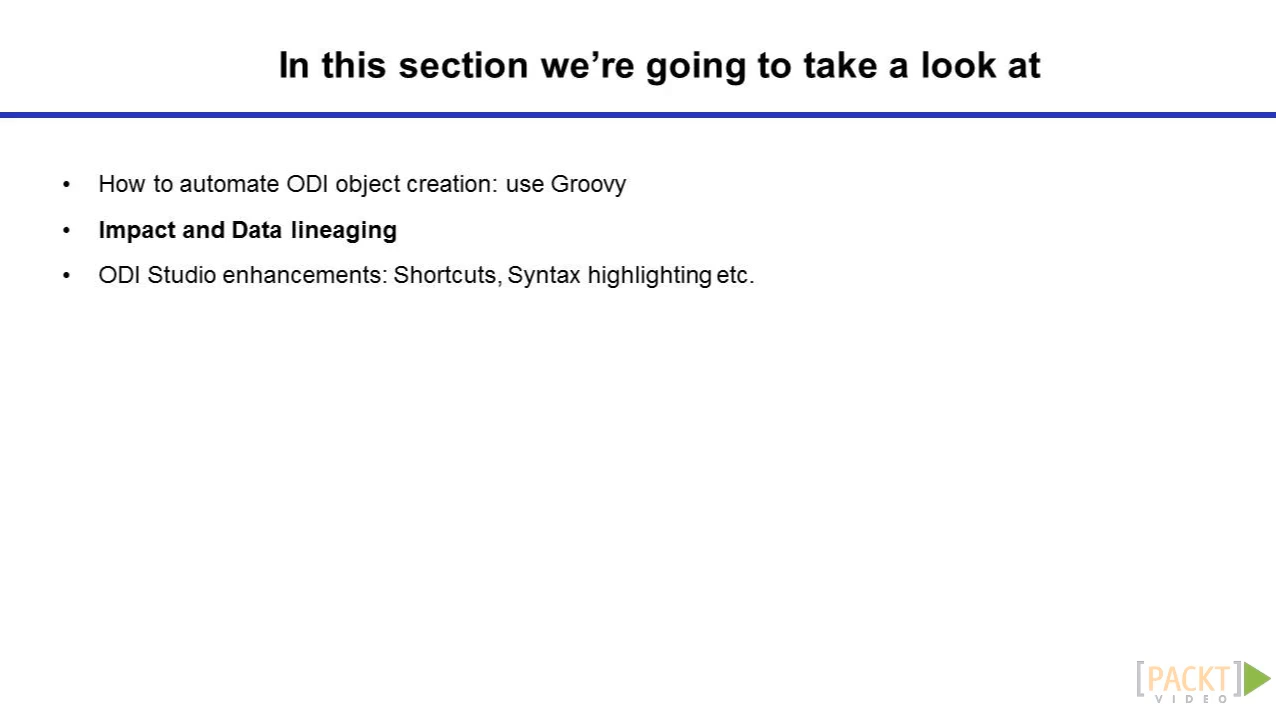 In this section we’re going to take a look at
• How to automate ODI object creation: use Groovy
• Impact and Data lineaging
• ODI Studio enhancements: Shortcuts, Syntax highlighting etc.
[PACKT]
VIDEO